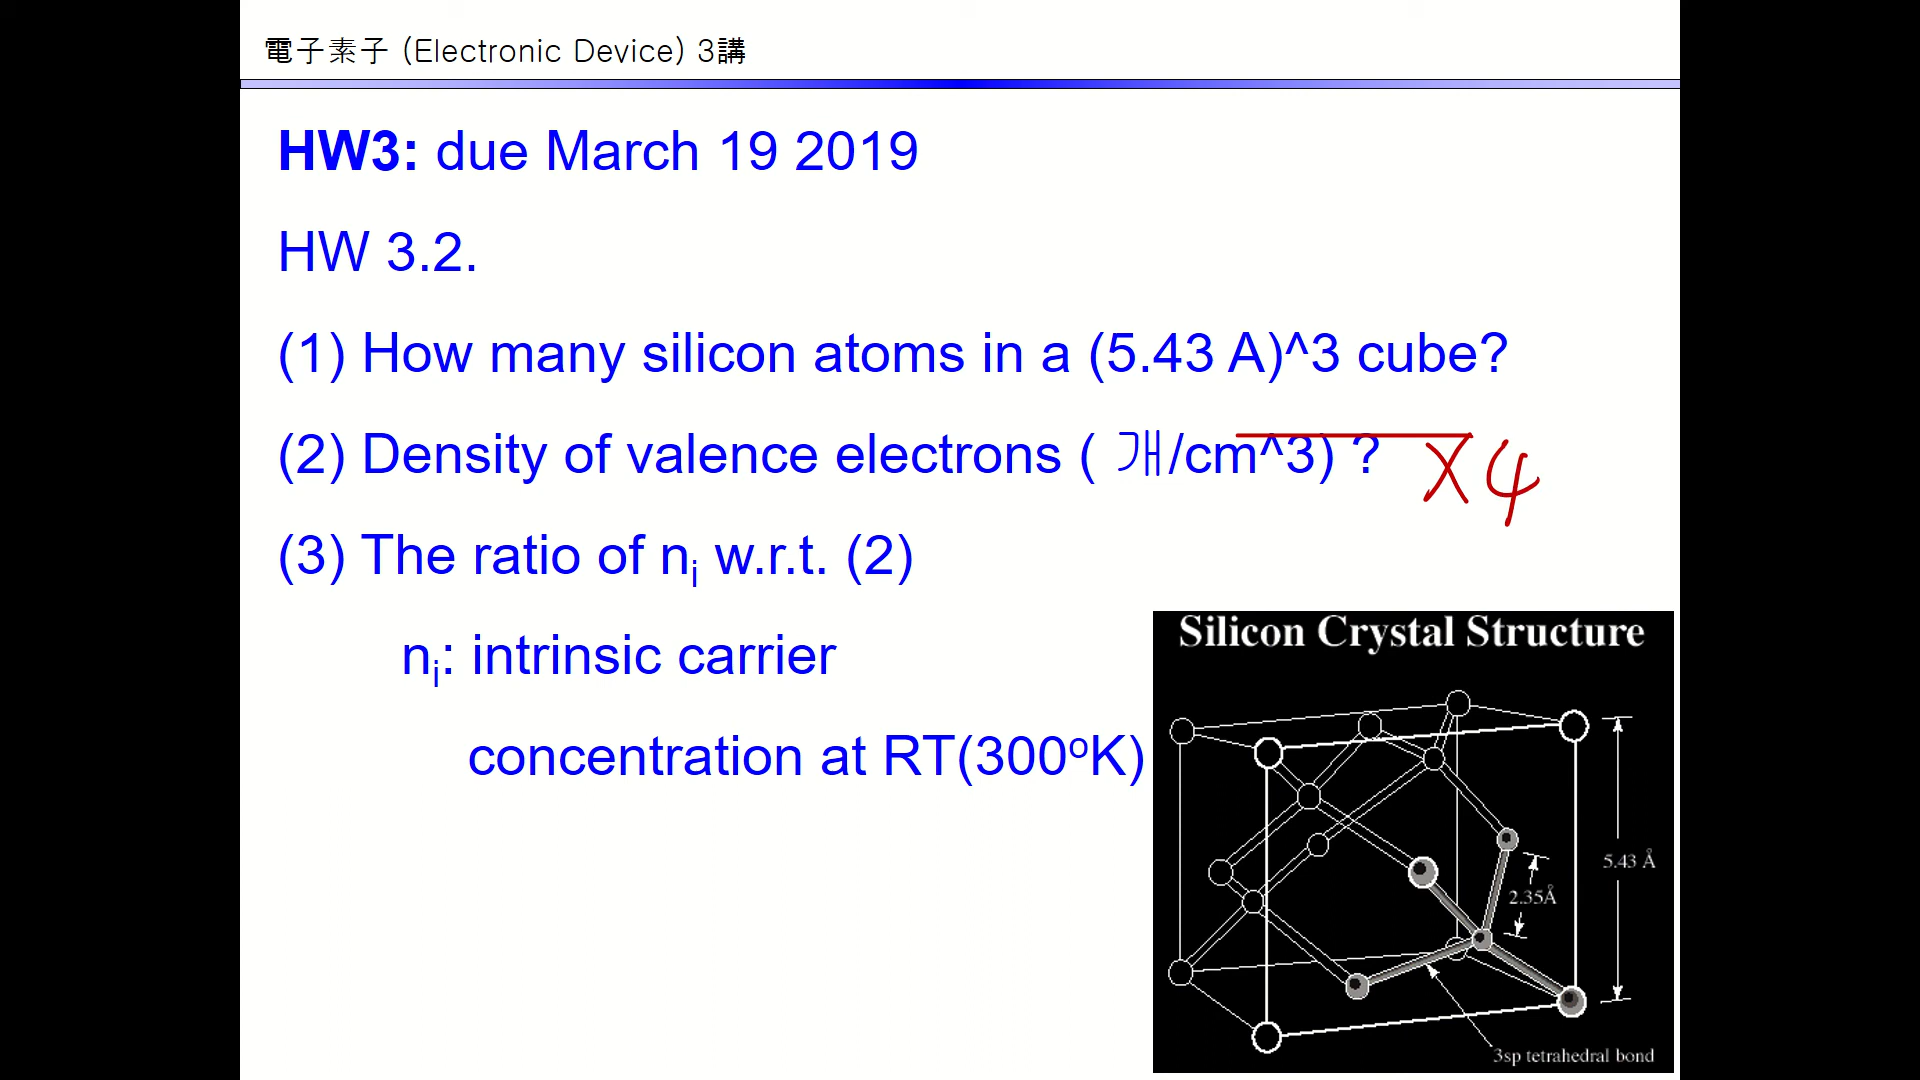 電子素子 (Electronic Device) 3講
HW3: due March 19 2019
HW 3.2.
(1) How many silicon atoms in a (5.43 A)^3 cube?
(2) Density of valence electrons ( 개/cm^3) ? X4
(3) The ratio of ni w.r.t. (2)
ni: intrinsic carrier
concentration at RT(300oK)
Silicon Crystal Structure
5.43 Å
2.35Å
3sp tetrahedral bond